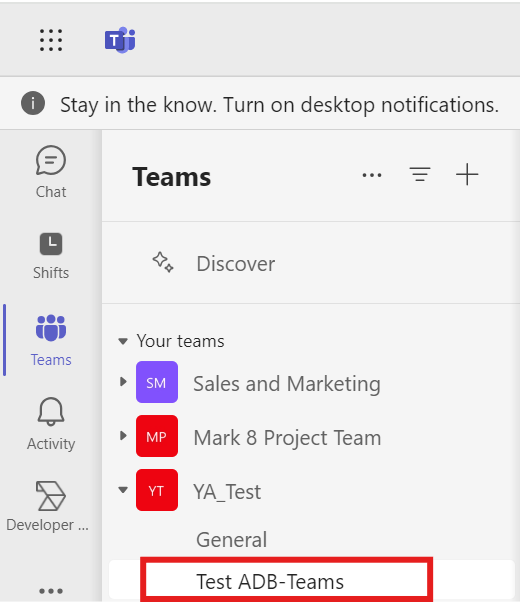 T
Stay in the know. Turn on desktop notifications.
Chat
Shifts
Teams
Activity
Developer ...
Teams
Discover
Your teams
SM Sales and Marketing
MP Mark 8 Project Team
YT YA_Test
General
Test ADB-Teams